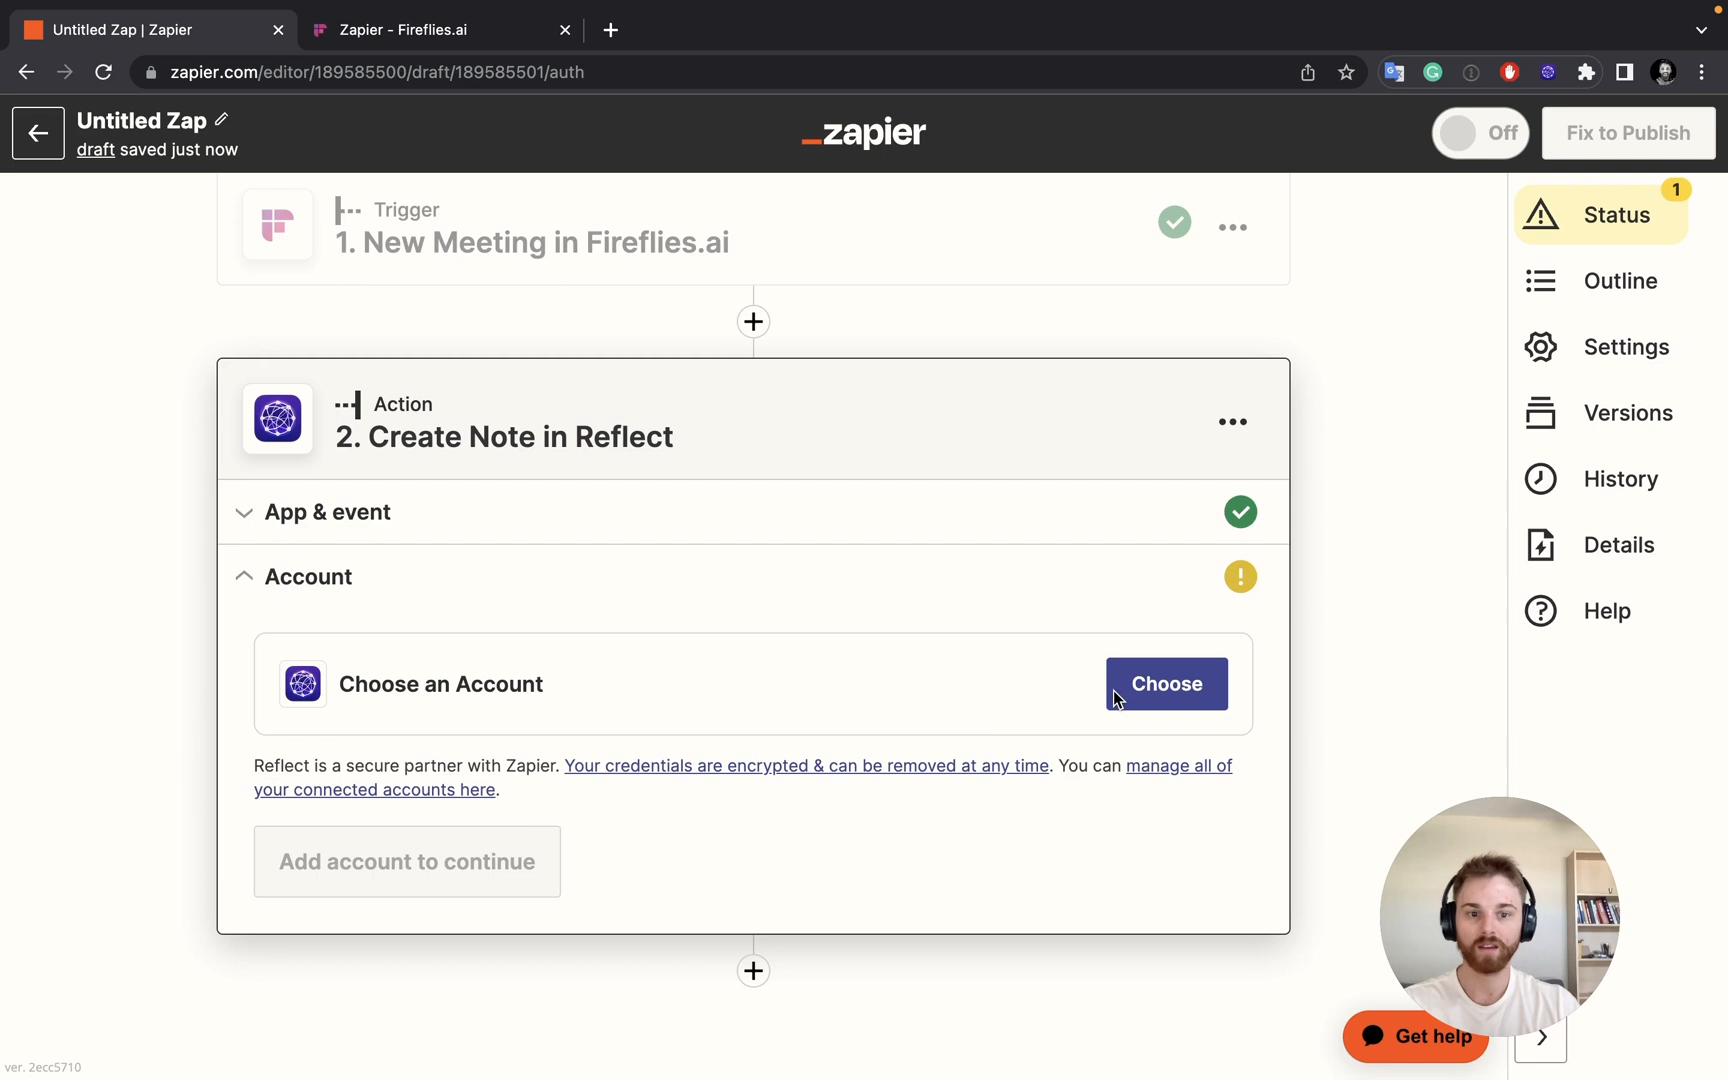 Untitled Zap | Zapier
Zapier - Fireflies.ai
zapier.com/editor/189585500/draft/189585501/auth
Untitled Zap
draft saved just now
_zapier
Off
Fix to Publish
Trigger
1. New Meeting in Fireflies.ai
1
Status
Outline
Settings
Versions
History
Details
Help
Action
2. Create Note in Reflect
App & event
Account
Choose an Account
Choose
Reflect is a secure partner with Zapier. Your credentials are encrypted & can be removed at any time. You can manage all of
your connected accounts here.
Add account to continue
Get help
ver. 2ecc5710